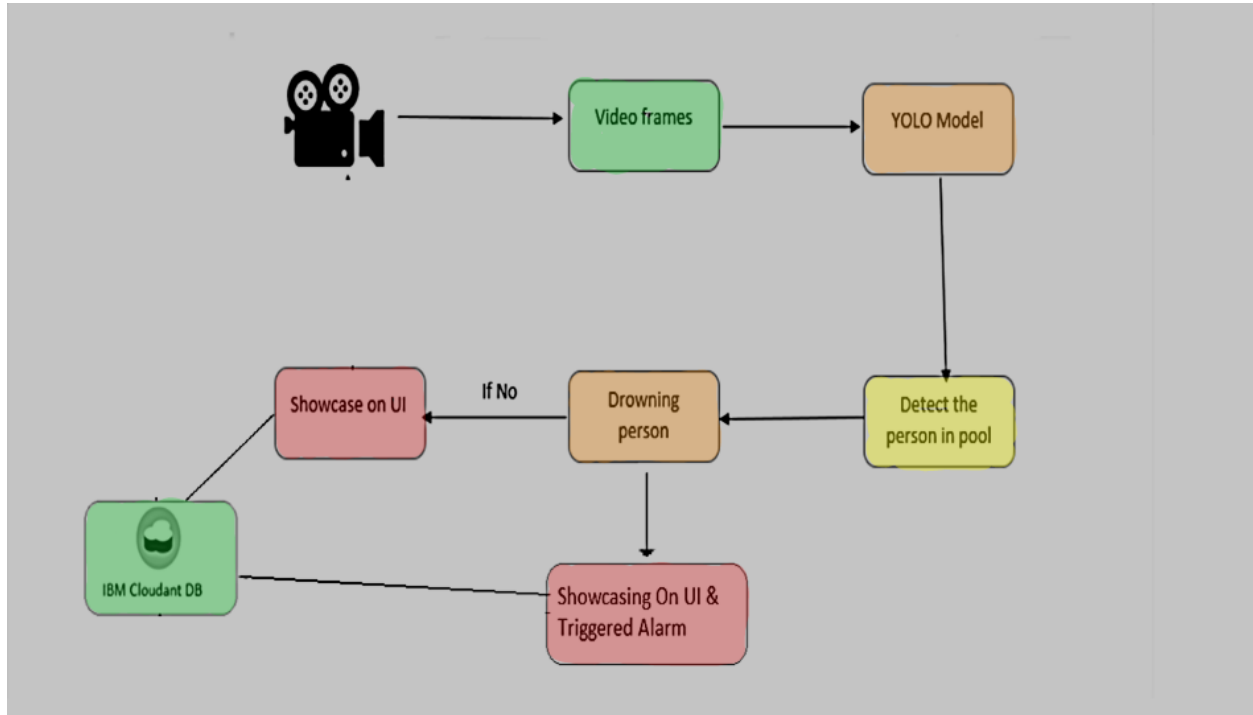 Video frames
YOLO Model
Showcase on UI
If No
Drowning
person
Detect the
person in pool
IBM Cloudant DB
Showcasing On UI &
Triggered Alarm